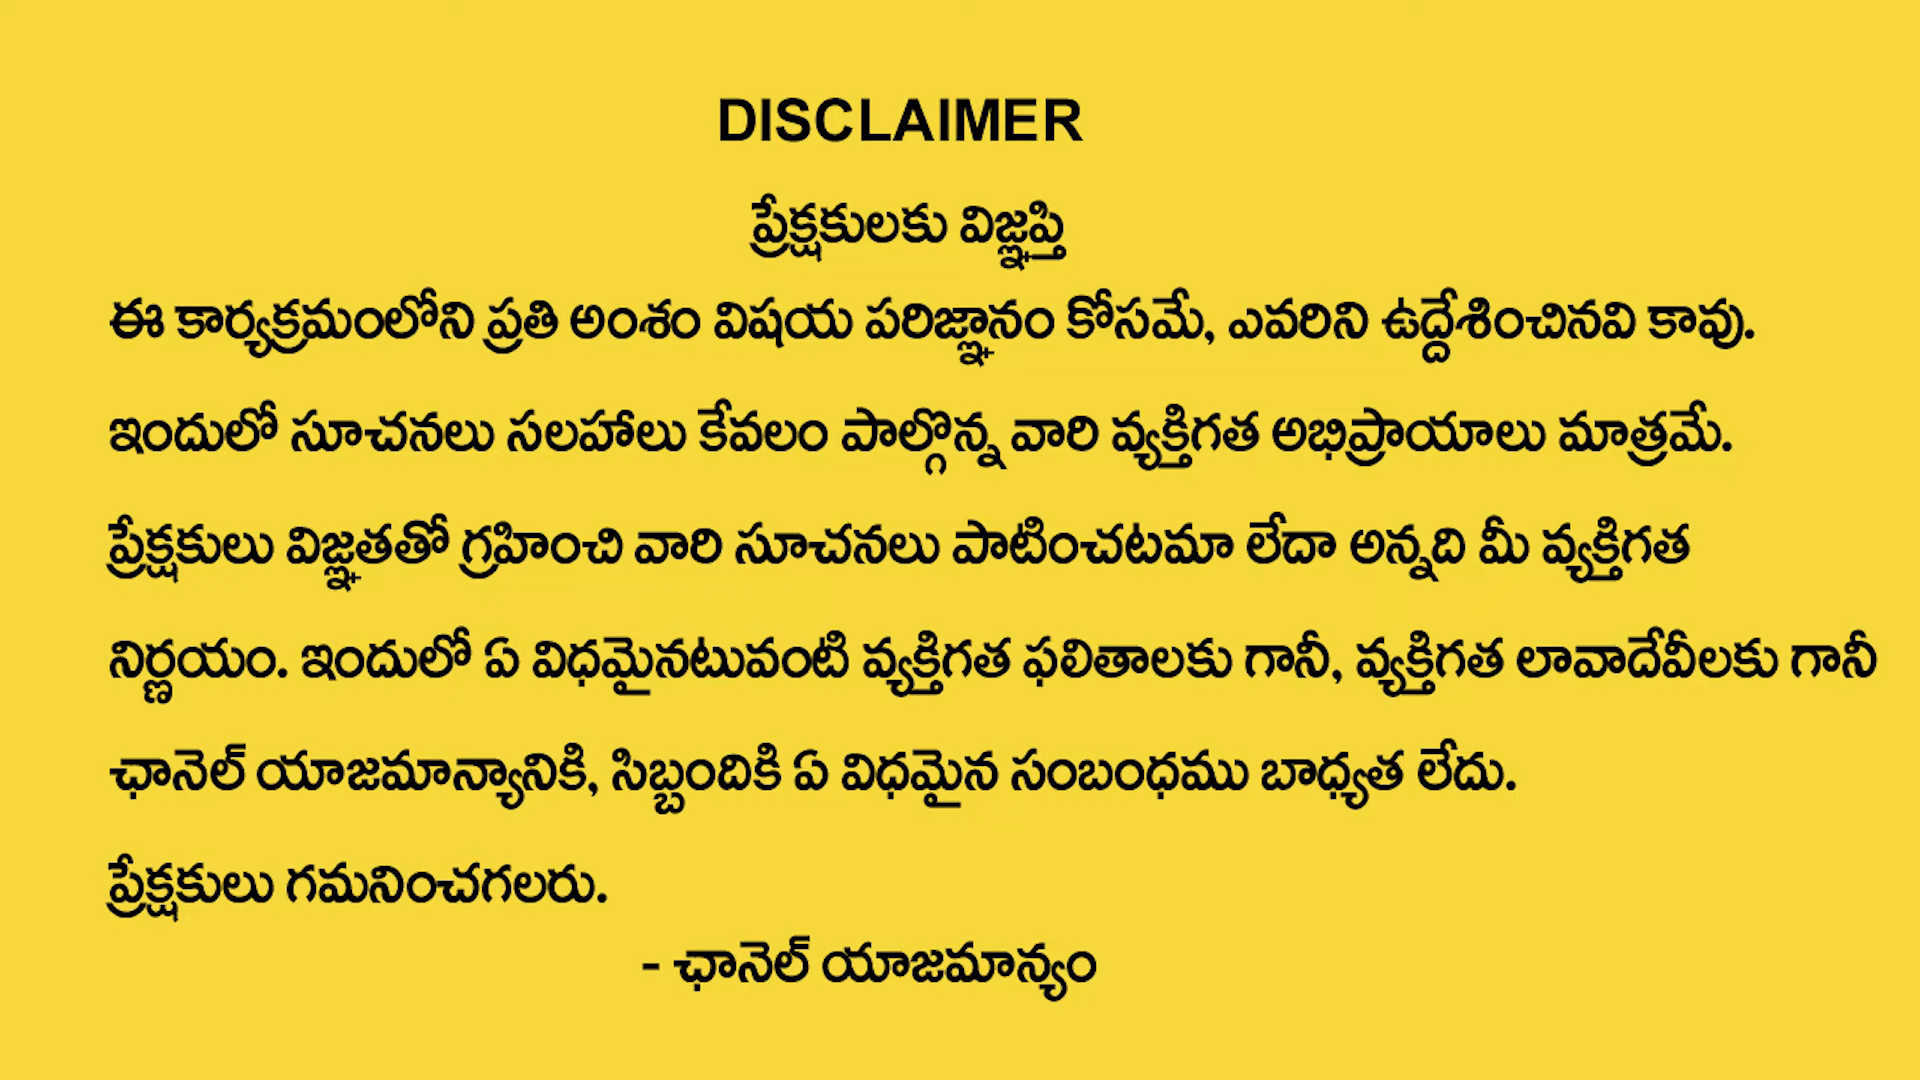 DISCLAIMER
ప్రేక్షకులకు విజ్ఞప్తి
ఈ కార్యక్రమంలోని ప్రతి అంశం విషయ పరిజ్ఞానం కోసమే, ఎవరిని ఉద్దేశించినవి కావు.
ఇందులో సూచనలు సలహాలు కేవలం పాల్గొన్న వారి వ్యక్తిగత అభిప్రాయాలు మాత్రమే.
ప్రేక్షకులు విజ్ఞతతో గ్రహించి వారి సూచనలు పాటించటమా లేదా అన్నది మీ వ్యక్తిగత
నిర్ణయం. ఇందులో ఏ విధమైనటువంటి వ్యక్తిగత ఫలితాలకు గానీ, వ్యక్తిగత లావాదేవీలకు గానీ
ఛానెల్ యాజమాన్యానికి, సిబ్బందికి ఏ విధమైన సంబంధము బాధ్యత లేదు.
ప్రేక్షకులు గమనించగలరు.
- ఛానెల్ యాజమాన్యం